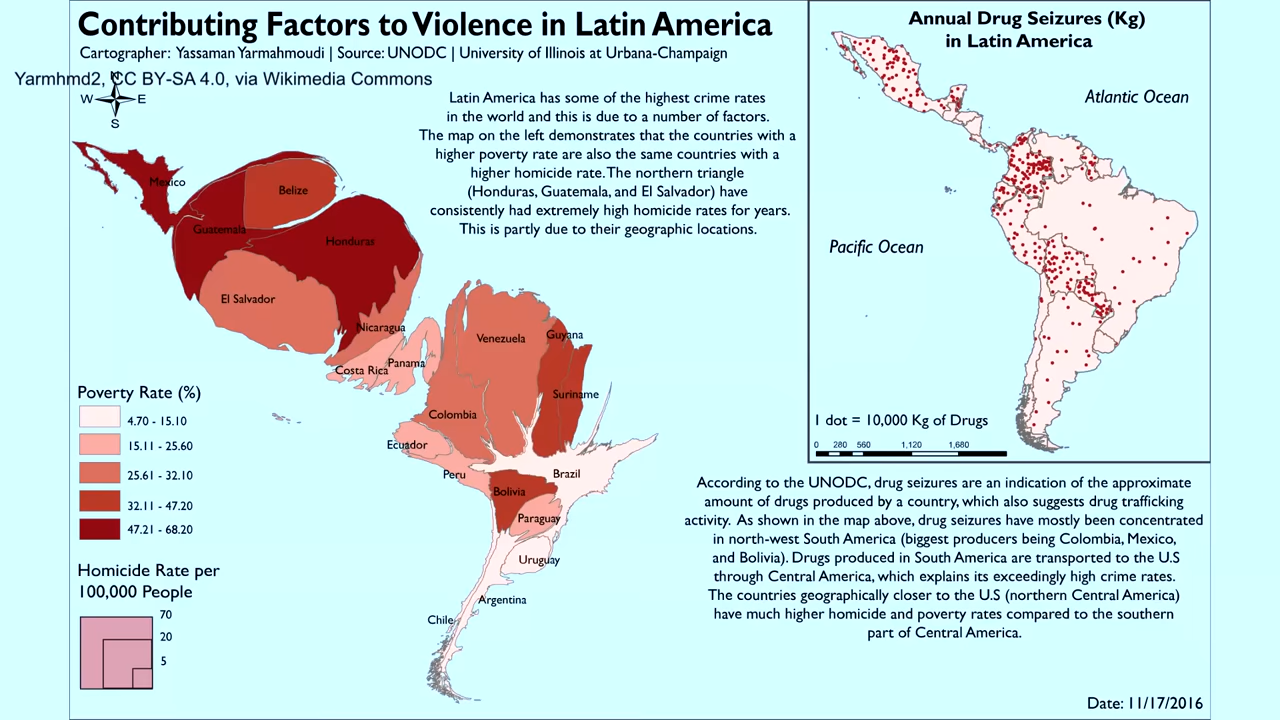 Contributing Factors to Violence in Latin America
Cartographer: Yassaman Yarmahmoudi | Source: UNODC | University of Illinois at Urbana-Champaign
Yarmhmd2, CC BY-SA 4.0, via Wikimedia Commons
N
W E
S
Latin America has some of the highest crime rates
in the world and this is due to a number of factors.
The map on the left demonstrates that the countries with a
higher poverty rate are also the same countries with a
higher homicide rate. The northern triangle
(Honduras, Guatemala, and El Salvador) have
consistently had extremely high homicide rates for years.
This is partly due to their geographic locations.
Mexico
Belize
Guatemala
Honduras
El Salvador
Nicaragua
Costa Rica
Panama
Venezuela
Guyana
Suriname
Colombia
Ecuador
Peru
Brazil
Bolivia
Paraguay
Uruguay
Argentina
Chile
Poverty Rate (%)
4.70 - 15.10
15.11 - 25.60
25.61 - 32.10
32.11 - 47.20
47.21 - 68.20
Homicide Rate per
100,000 People
70
20
5
Annual Drug Seizures (Kg)
in Latin America
Atlantic Ocean
Pacific Ocean
1 dot = 10,000 Kg of Drugs
0 280 560 1,120 1,680
According to the UNODC, drug seizures are an indication of the approximate
amount of drugs produced by a country, which also suggests drug trafficking
activity. As shown in the map above, drug seizures have mostly been concentrated
in north-west South America (biggest producers being Colombia, Mexico,
and Bolivia). Drugs produced in South America are transported to the U.S
through Central America, which explains its exceedingly high crime rates.
The countries geographically closer to the U.S (northern Central America)
have much higher homicide and poverty rates compared to the southern
part of Central America.
Date: 11/17/2016